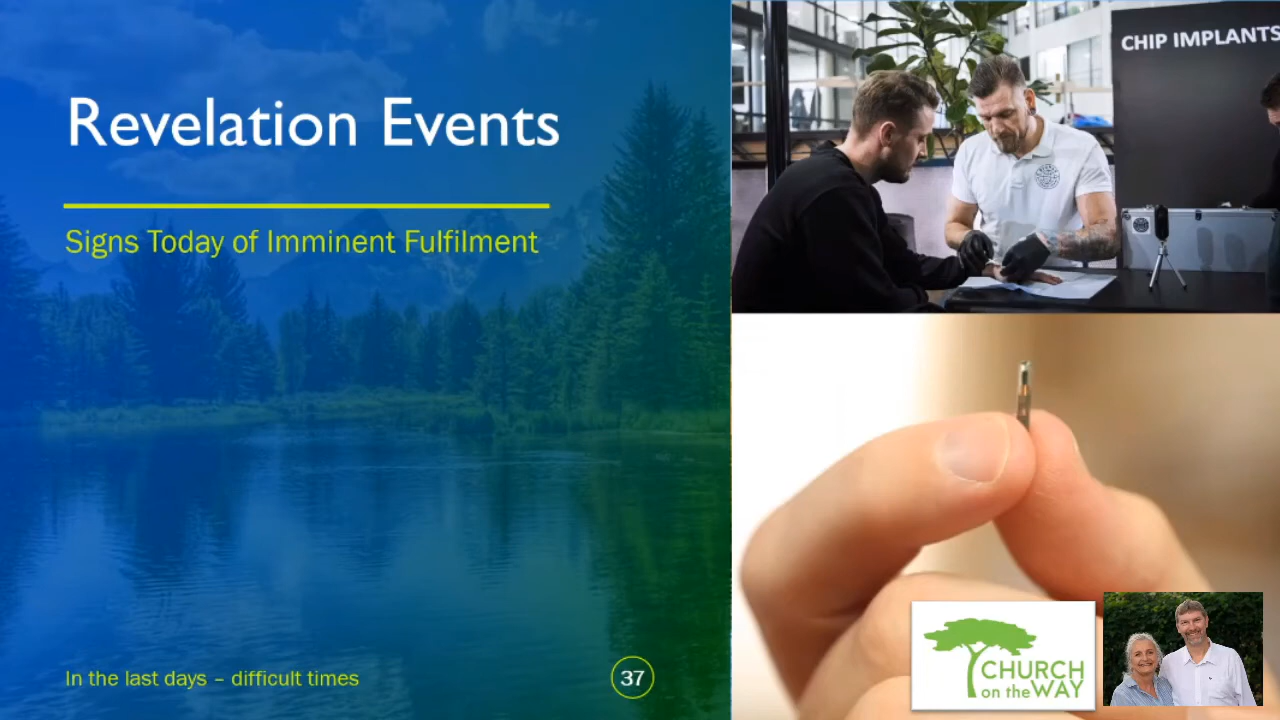 Revelation Events
Signs Today of Imminent Fulfilment
In the last days – difficult times
37
CHIP IMPLANTS
CHURCH
on the WAY